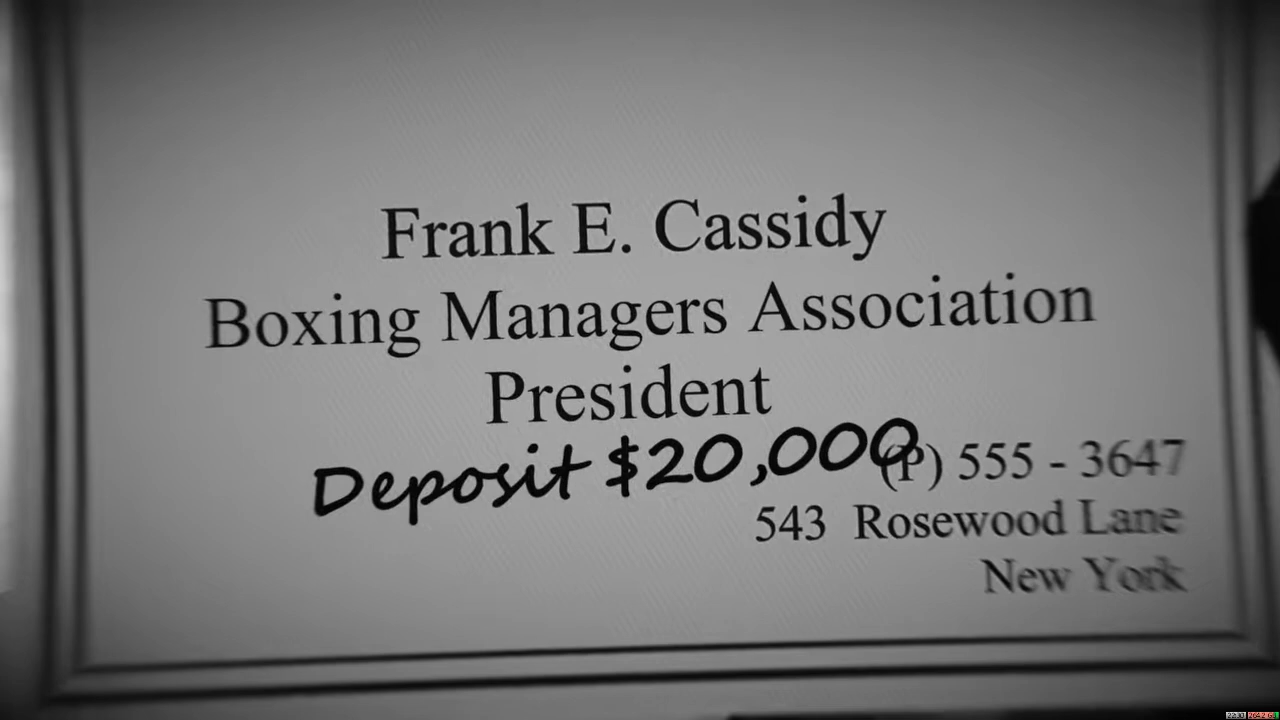 Frank E. Cassidy
Boxing Managers Association
President
Deposit $20,000
(P) 555 - 3647
543 Rosewood Lane
New York